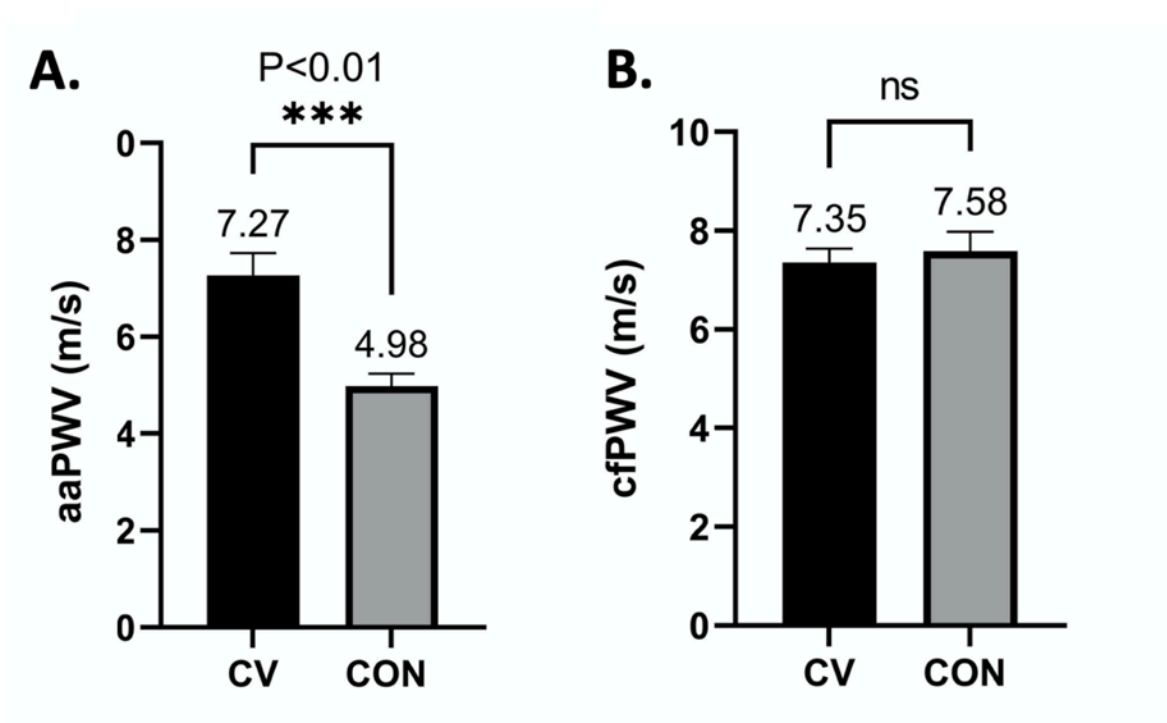 A.
P<0.01
***
0
8
6
4
2
0
aaPWV (m/s)
7.27
4.98
CV
CON
B.
ns
10
8
6
4
2
0
cfPWV (m/s)
7.35
7.58
CV
CON